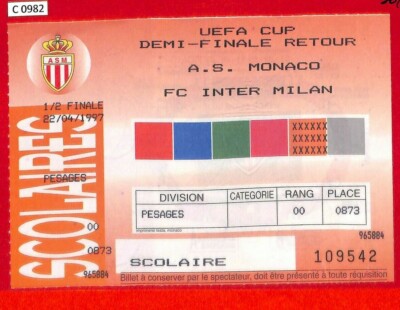 C 0982
UEFA CUP
DEMI-FINALE RETOUR
A.S. MONACO
FC INTER MILAN
ASM
1/2 FINALE
22/04/1997
SCOLAIRES
PESAGES
00
0873
965884
XXXXXX
XXXXXX
XXXXXX
DIVISION CATEGORIE RANG PLACE
PESAGES 00 0873
965884
SCOLAIRE 109542
Billet à conserver par le spectateur, doit être présenté à toute réquisition